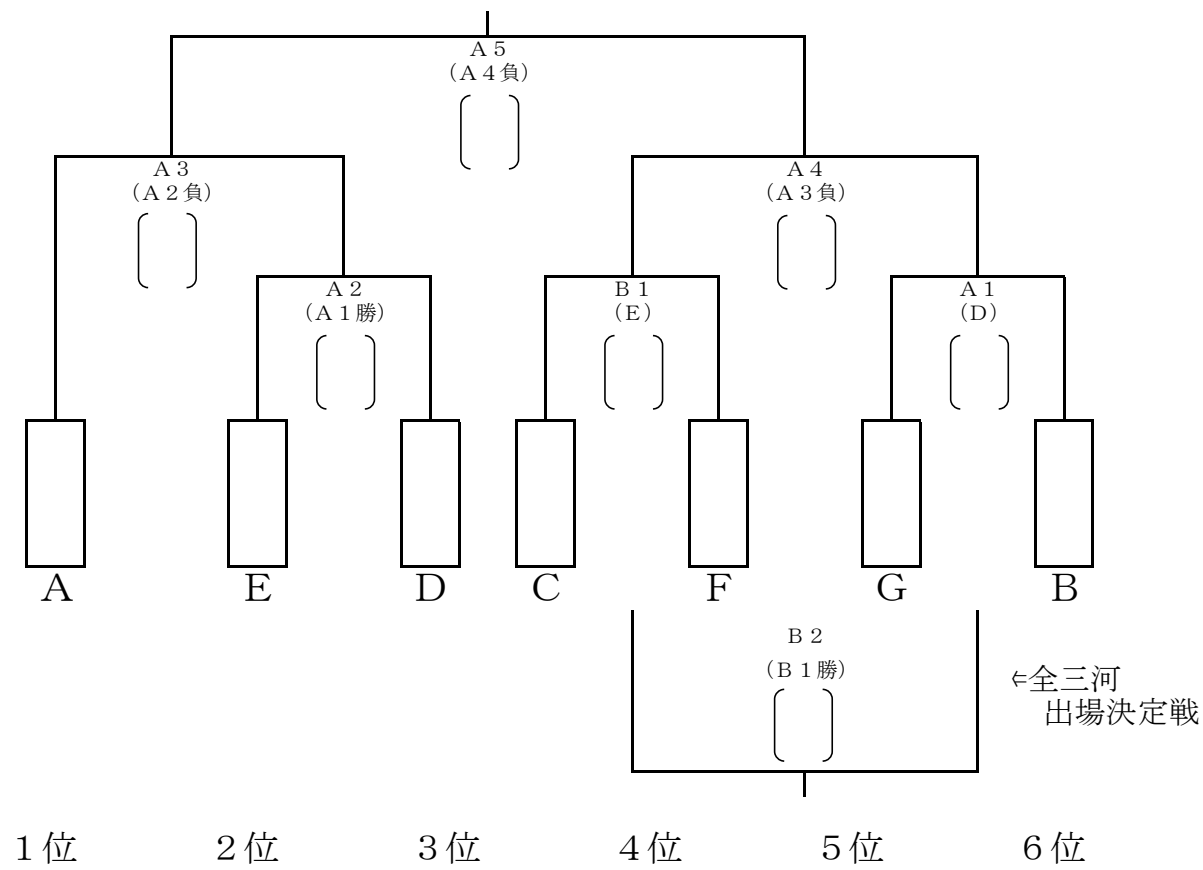 Ａ５
（Ａ４負）
Ａ３
（Ａ２負）
Ａ４
（Ａ３負）
Ａ２
（Ａ１勝）
Ｂ１
（Ｅ）
Ａ１
（Ｄ）
Ａ
Ｅ
Ｄ
Ｃ
Ｆ
Ｇ
Ｂ
Ｂ２
（Ｂ１勝）
⇐全三河
出場決定戦
１位 ２位 ３位 ４位 ５位 ６位